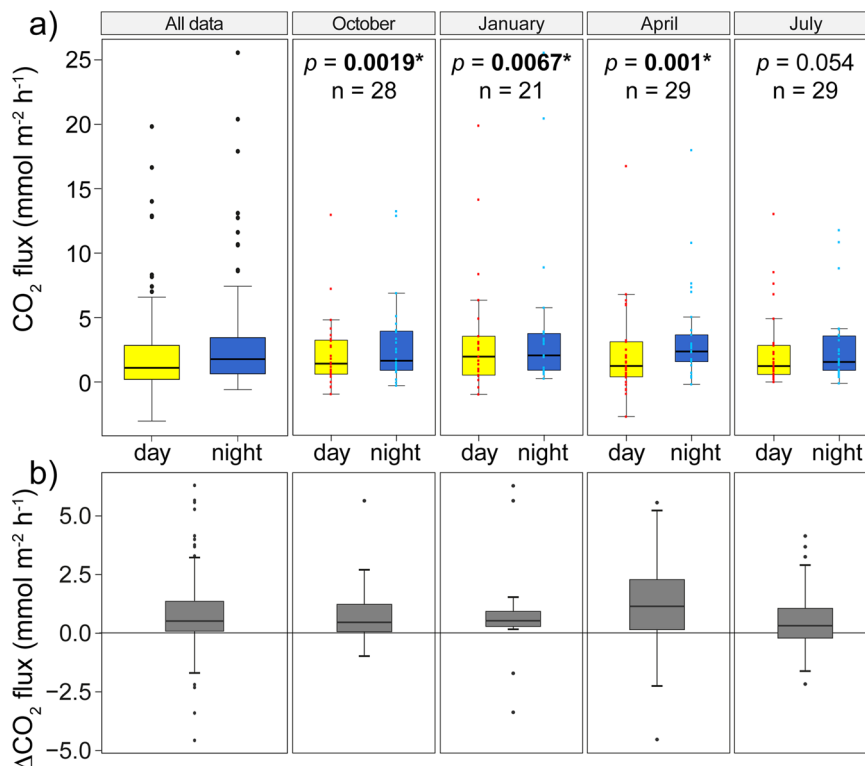 a)
All data October January April July
p = 0.0019* p = 0.0067* p = 0.001* p = 0.054
n = 28 n = 21 n = 29 n = 29
CO₂ flux (mmol m⁻² h⁻¹)
25
20
15
10
5
0
day night day night day night day night day night
b)
ΔCO₂ flux (mmol m⁻² h⁻¹)
5.0
2.5
0.0
−2.5
−5.0